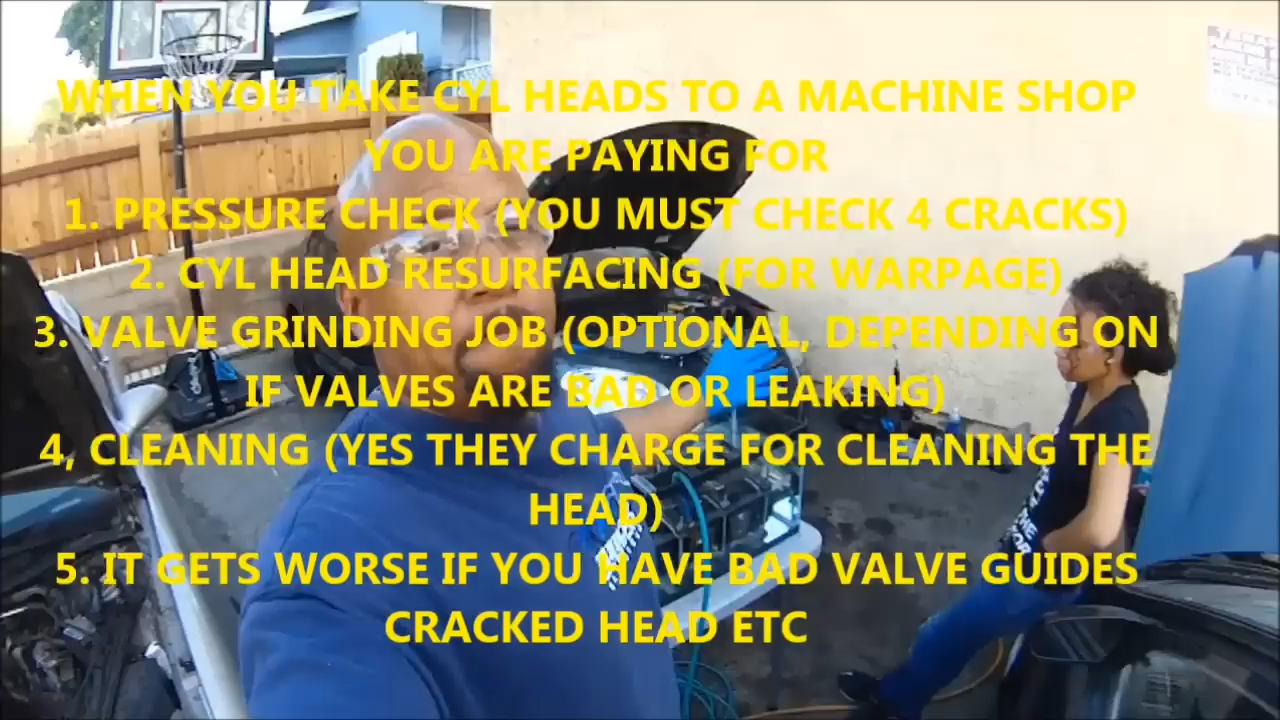 WHEN YOU TAKE CYL HEADS TO A MACHINE SHOP
YOU ARE PAYING FOR
1. PRESSURE CHECK (YOU MUST CHECK 4 CRACKS)
2. CYL HEAD RESURFACING (FOR WARPAGE)
3. VALVE GRINDING JOB (OPTIONAL, DEPENDING ON
IF VALVES ARE BAD OR LEAKING)
4, CLEANING (YES THEY CHARGE FOR CLEANING THE
HEAD)
5. IT GETS WORSE IF YOU HAVE BAD VALVE GUIDES
CRACKED HEAD ETC